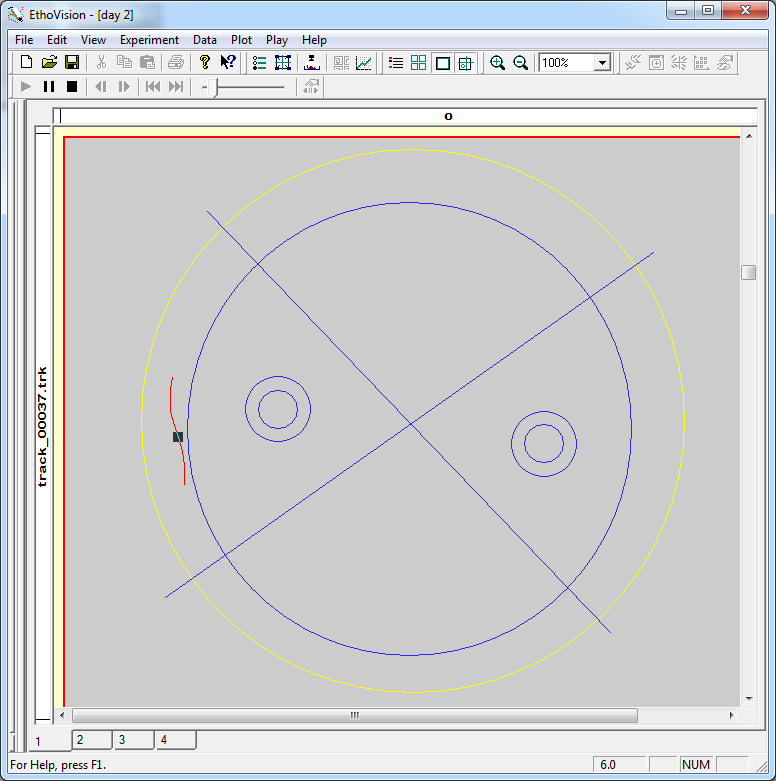 EthoVision - [day 2]
File Edit View Experiment Data Plot Play Help
100%
o
track_00037.trk
1 2 3 4
For Help, press F1. 6.0 NUM